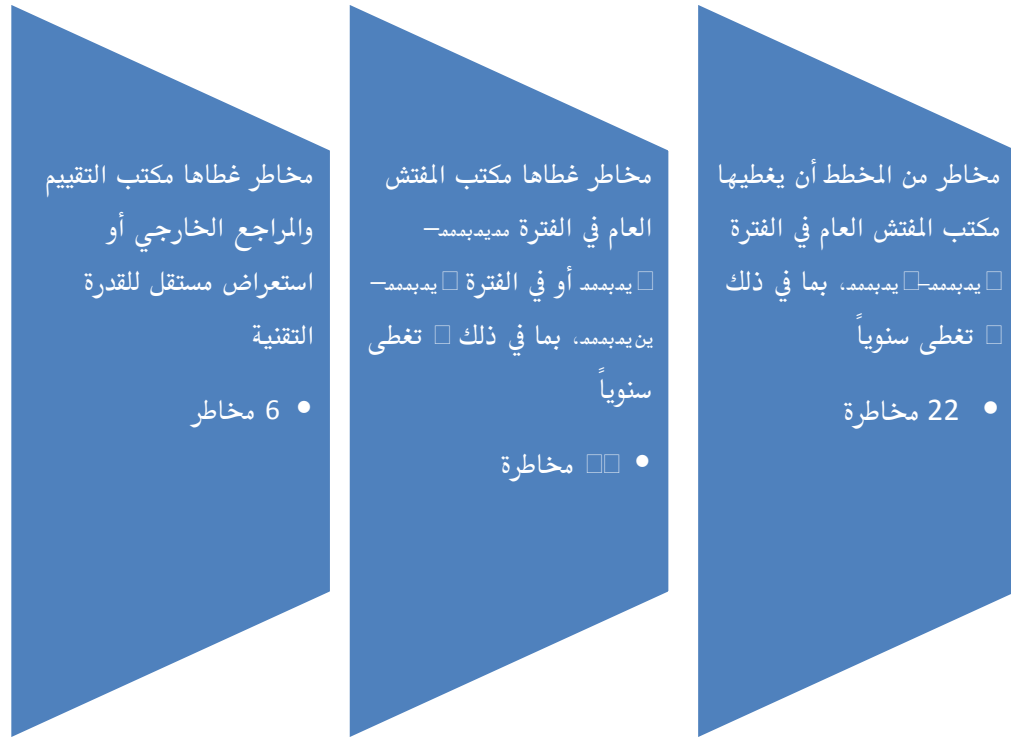 مخاطر من المخطط أن يغطيها
مكتب المفتش العام في الفترة
بما في ذلك
تغطى سنوياً
• 22 مخاطرة
مخاطر غطاها مكتب المفتش
العام في الفترة
أو في الفترة
بما في ذلك تغطى
سنوياً
• مخاطرة
مخاطر غطاها مكتب التقييم
والمراجع الخارجي أو
استعراض مستقل للقدرة
التقنية
• 6 مخاطر